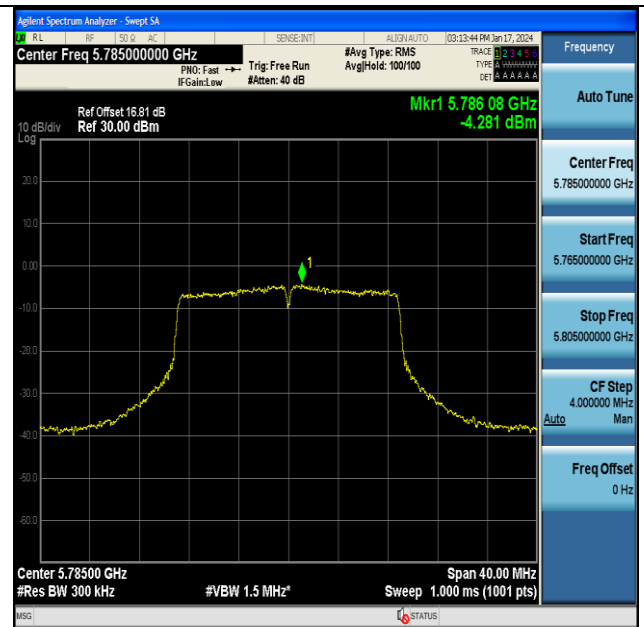 Agilent Spectrum Analyzer - Swept SA
LXI RL RF 50 Ω AC SENSE:INT ALIGN AUTO 03:13:44 PM Jan 17, 2024
Center Freq 5.785000000 GHz #Avg Type: RMS TRACE 1 2 3 4 5 6
PNO: Fast Trig: Free Run Avg|Hold: 100/100 TYPE A
IFGain:Low #Atten: 40 dB DET A A A A A A
Frequency
Auto Tune
Mkr1 5.786 08 GHz
-4.281 dBm
Ref Offset 16.81 dB
10 dB/div Ref 30.00 dBm
Log
20.0
10.0
0.00
-10.0
-20.0
-30.0
-40.0
-50.0
-60.0
1
Center Freq
5.785000000 GHz
Start Freq
5.765000000 GHz
Stop Freq
5.805000000 GHz
CF Step
4.000000 MHz
Auto Man
Freq Offset
0 Hz
Center 5.78500 GHz Span 40.00 MHz
#Res BW 300 kHz #VBW 1.5 MHz* Sweep 1.000 ms (1001 pts)
MSG STATUS